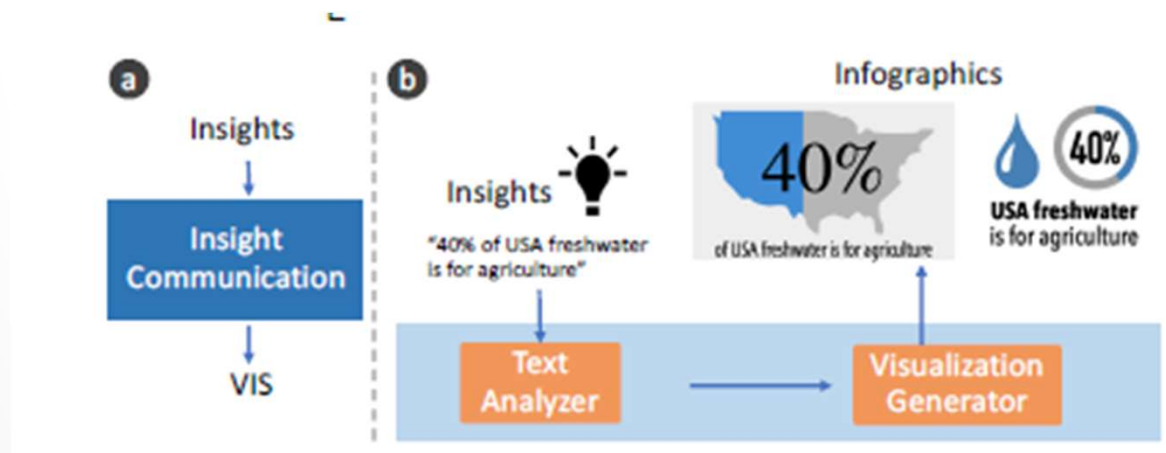 a
Insights
Insight
Communication
VIS
b
Insights
"40% of USA freshwater
is for agriculture"
Text
Analyzer
Visualization
Generator
Infographics
40%
of USA freshwater is for agriculture
40%
USA freshwater
is for agriculture